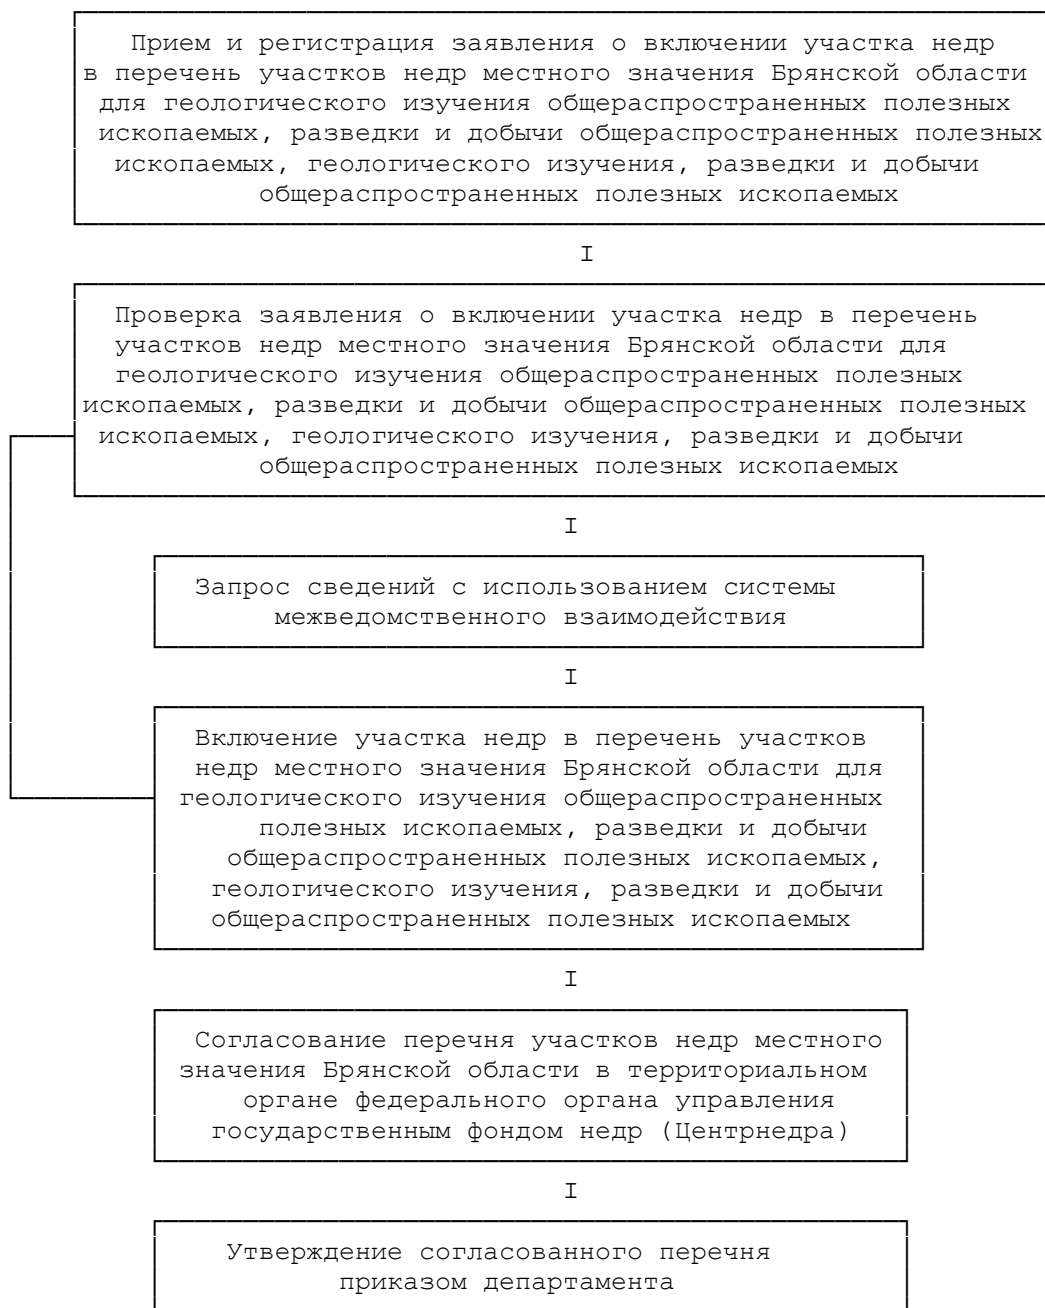 Прием и регистрация заявления о включении участка недр
в перечень участков недр местного значения Брянской области
для геологического изучения общераспространенных полезных
ископаемых, разведки и добычи общераспространенных полезных
ископаемых, геологического изучения, разведки и добычи
общераспространенных полезных ископаемых
I
Проверка заявления о включении участка недр в перечень
участков недр местного значения Брянской области для
геологического изучения общераспространенных полезных
ископаемых, разведки и добычи общераспространенных полезных
ископаемых, геологического изучения, разведки и добычи
общераспространенных полезных ископаемых
I
Запрос сведений с использованием системы
межведомственного взаимодействия
I
Включение участка недр в перечень участков
недр местного значения Брянской области для
геологического изучения общераспространенных
полезных ископаемых, разведки и добычи
общераспространенных полезных ископаемых,
геологического изучения, разведки и добычи
общераспространенных полезных ископаемых
I
Согласование перечня участков недр местного
значения Брянской области в территориальном
органе федерального органа управления
государственным фондом недр (Центрнедра)
I
Утверждение согласованного перечня
приказом департамента